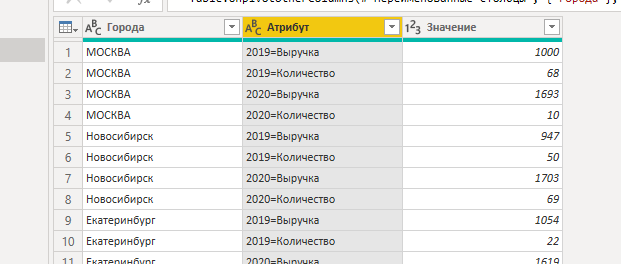 Города ABC Атрибут 123 Значение
1 МОСКВА 2019=Выручка 1000
2 МОСКВА 2019=Количество 68
3 МОСКВА 2020=Выручка 1693
4 МОСКВА 2020=Количество 10
5 Новосибирск 2019=Выручка 947
6 Новосибирск 2019=Количество 50
7 Новосибирск 2020=Выручка 1703
8 Новосибирск 2020=Количество 69
9 Екатеринбург 2019=Выручка 1054
10 Екатеринбург 2019=Количество 22
11 Екатеринбург 2020=Выручка 1619